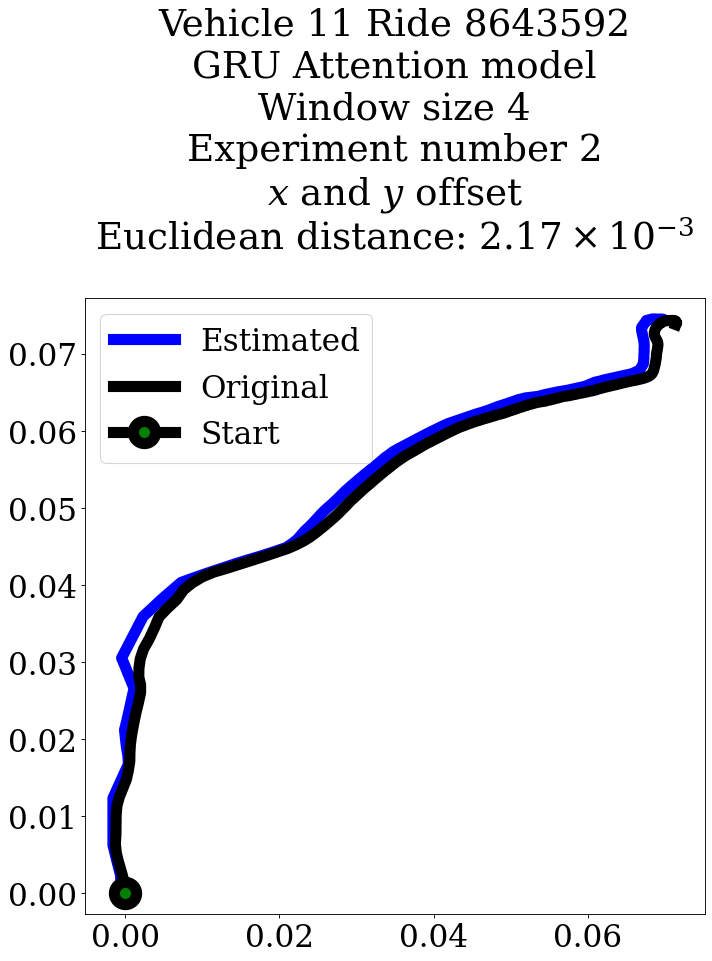 Vehicle 11 Ride 8643592
GRU Attention model
Window size 4
Experiment number 2
x and y offset
Euclidean distance: 2.17 × 10⁻³
Estimated
Original
Start
0.07
0.06
0.05
0.04
0.03
0.02
0.01
0.00
0.00 0.02 0.04 0.06